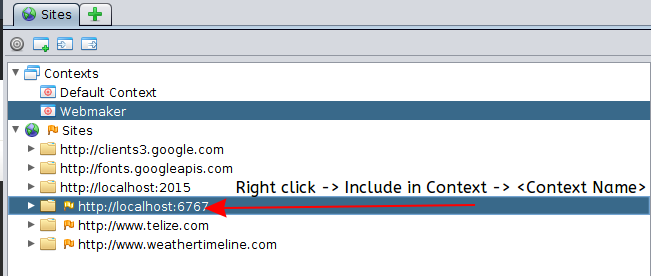 Sites
Contexts
Default Context
Webmaker
Sites
http://clients3.google.com
http://fonts.googleapis.com
http://localhost:2015
Right click -> Include in Context -> <Context Name>
http://localhost:6767
http://www.telize.com
http://www.weathertimeline.com